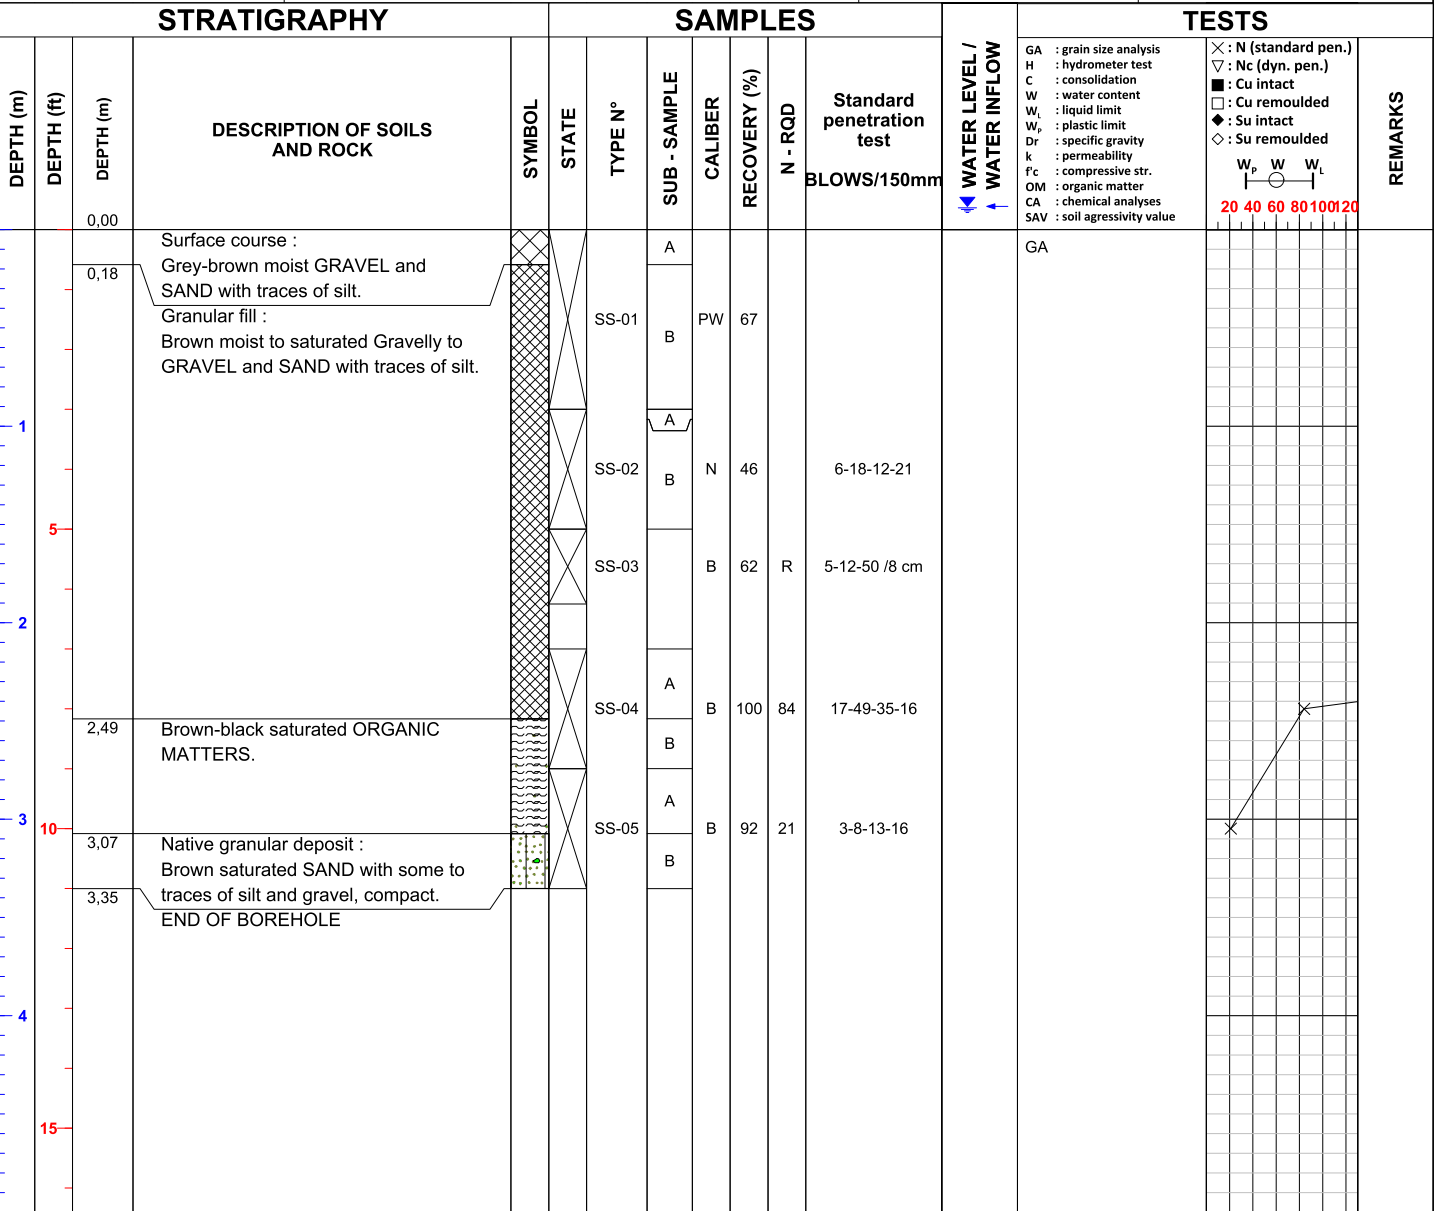 STRATIGRAPHY
SAMPLES
TESTS
DEPTH (m)
DEPTH (ft)
DEPTH (m)
0,00
DESCRIPTION OF SOILS
AND ROCK
SYMBOL
STATE
TYPE N°
SUB - SAMPLE
CALIBER
RECOVERY (%)
N - RQD
Standard
penetration
test
BLOWS/150mm
WATER LEVEL /
WATER INFLOW
GA : grain size analysis
H : hydrometer test
C : consolidation
W : water content
WL : liquid limit
WP : plastic limit
Dr : specific gravity
k : permeability
f'c : compressive str.
OM : organic matter
CA : chemical analyses
SAV : soil agressivity value
: N (standard pen.)
: Nc (dyn. pen.)
: Cu intact
: Cu remoulded
: Su intact
: Su remoulded
WP W WL
20 40 60 80 100 120
REMARKS
Surface course :
Grey-brown moist GRAVEL and
SAND with traces of silt.
0,18
Granular fill :
Brown moist to saturated Gravelly to
GRAVEL and SAND with traces of silt.
A
GA
SS-01 B PW 67
1
A
SS-02 B N 46 6-18-12-21
5
SS-03 B 62 R 5-12-50 /8 cm
2
A
SS-04 B 100 84 17-49-35-16
2,49
Brown-black saturated ORGANIC
MATTERS.
B
A
3
10
SS-05 B 92 21 3-8-13-16
3,07
Native granular deposit :
Brown saturated SAND with some to
traces of silt and gravel, compact.
B
3,35
END OF BOREHOLE
4
15